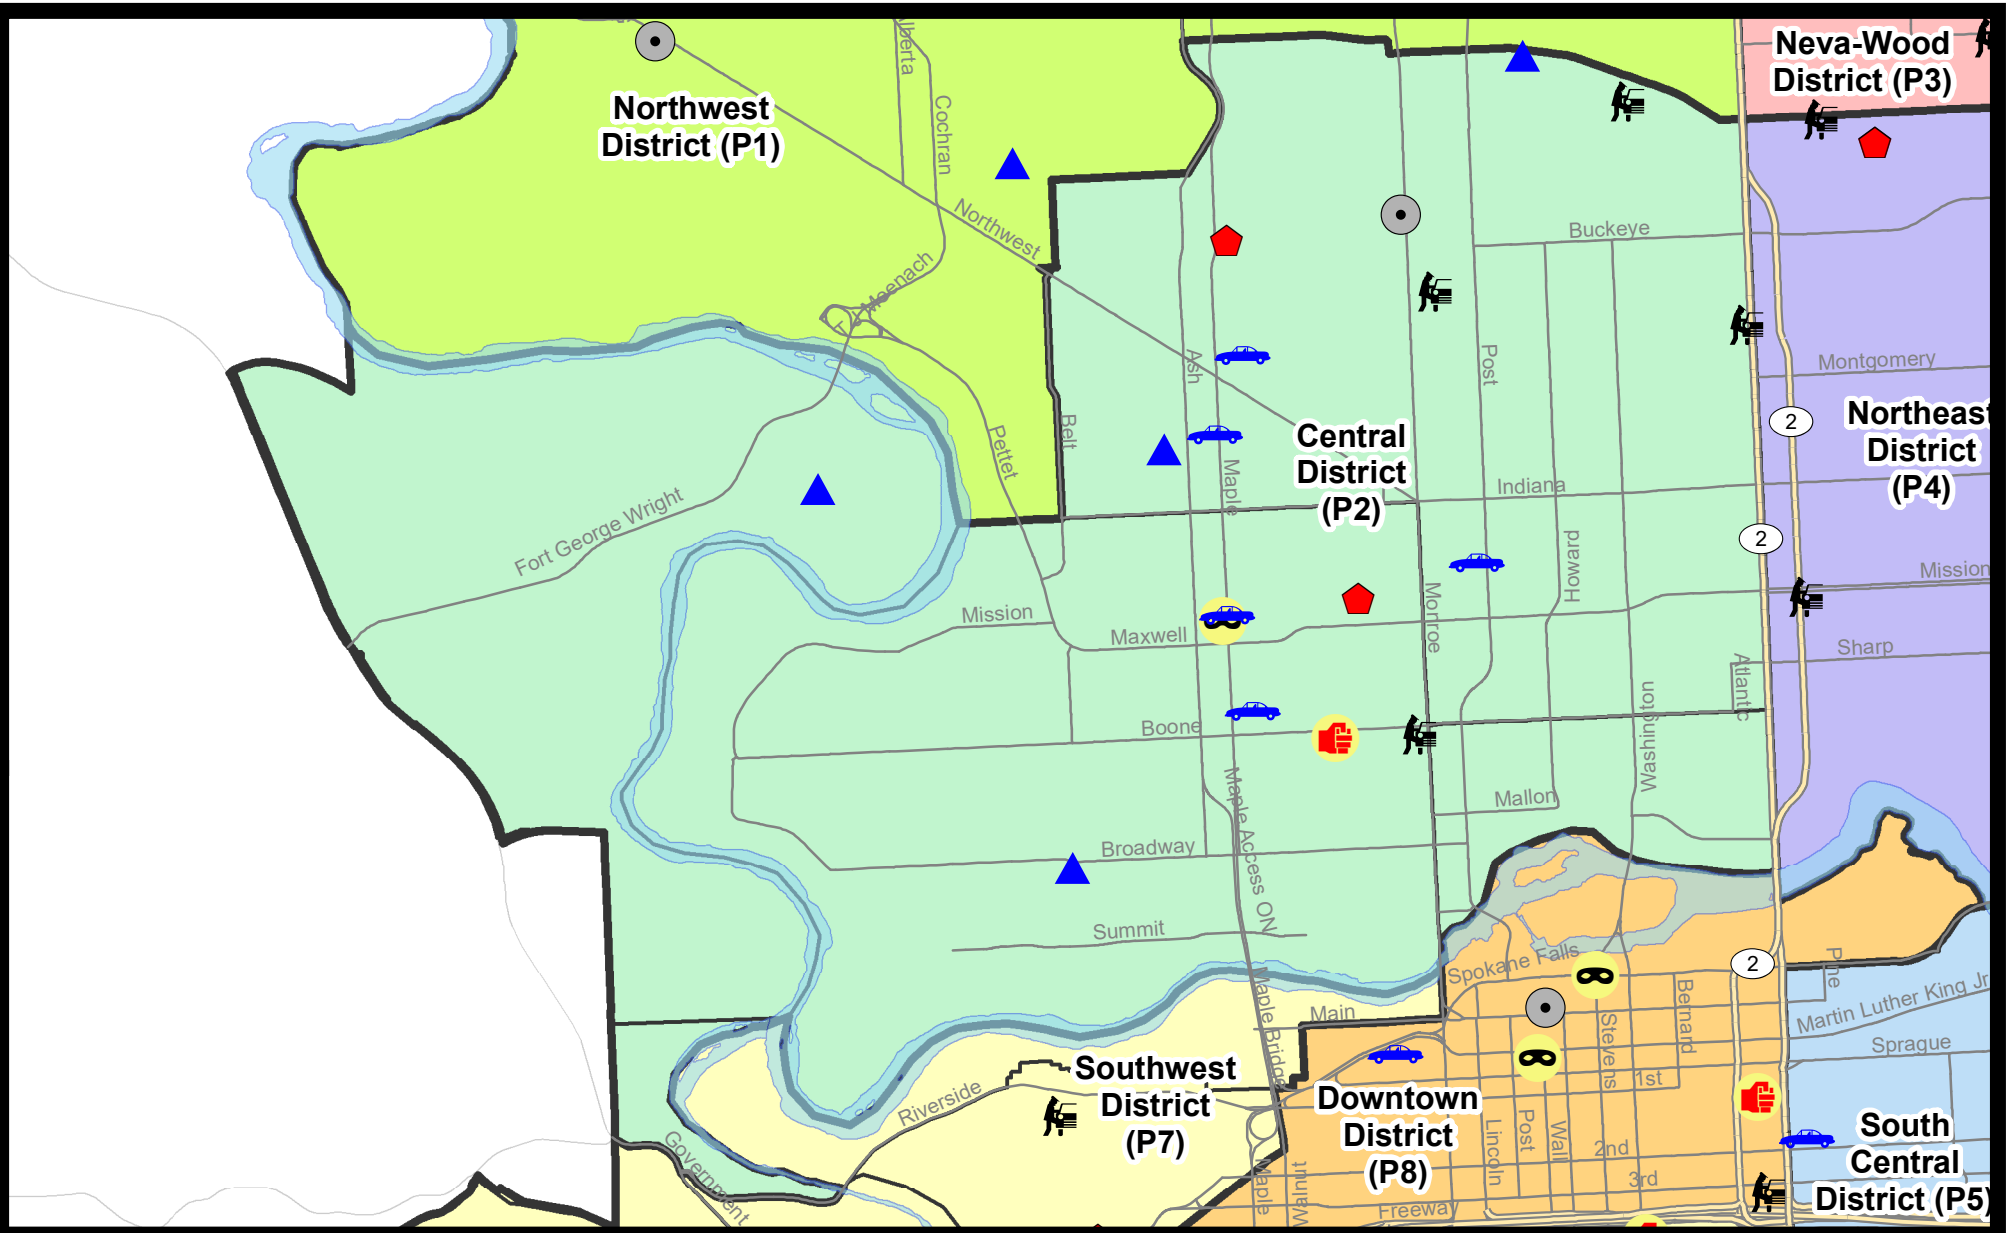 Neva-Wood
District (P3)
Northwest
District (P1)
Cochran
Northwest
Buckeye
Ash
Post
Montgomery
2
Northeast
District
(P4)
Central
District
(P2)
Belt
Pettet
Maple
Indiana
Fort George Wright
2
Howard
Mission
Mission
Maxwell
Monroe
Sharp
Atlantic
Washington
Boone
Mallon
Maple Access ON
Broadway
Summit
Spokane Falls
2
Pine
Bernard
Martin Luther King Jr
Main
Maple Bridge
Stevens
Sprague
Southwest
District
(P7)
Riverside
1st
Downtown
District
(P8)
Lincoln
Post
Wall
2nd
3rd
South
Central
District (P5)
Government
Maple
Walnut
Freeway